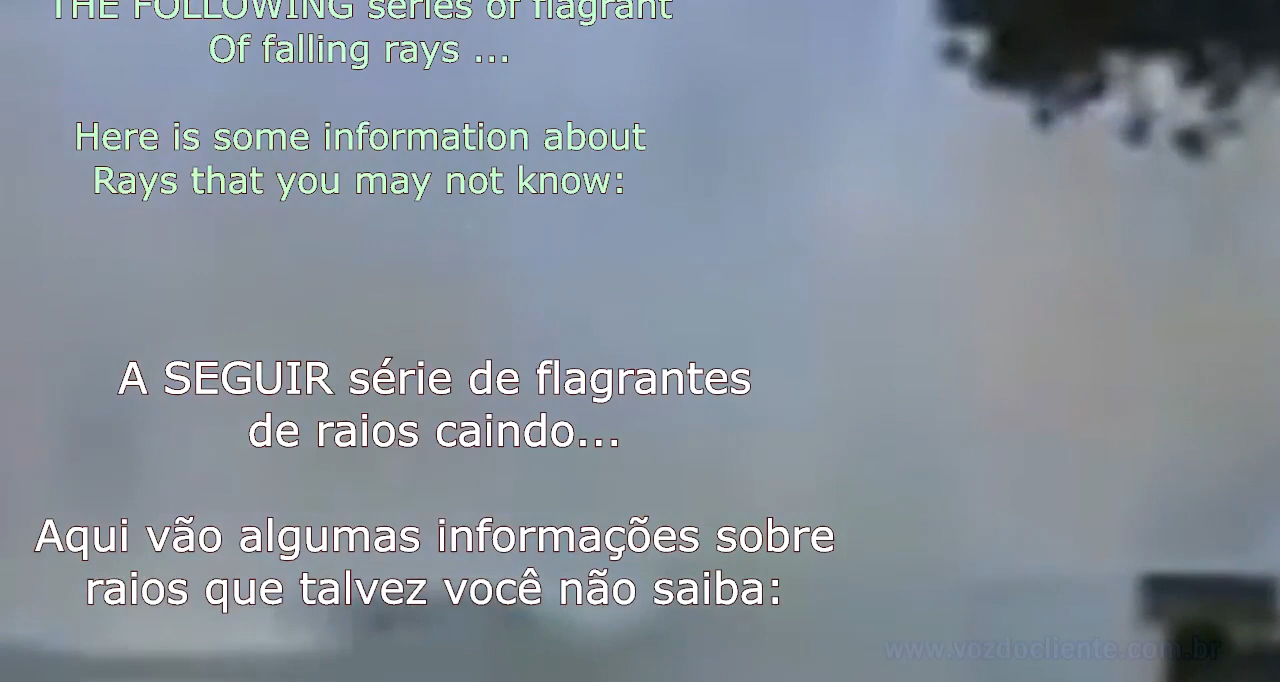 THE FOLLOWING series of flagrant
Of falling rays ...
Here is some information about
Rays that you may not know:
A SEGUIR série de flagrantes
de raios caindo...
Aqui vão algumas informações sobre
raios que talvez você não saiba:
www.vozdocliente.com.br